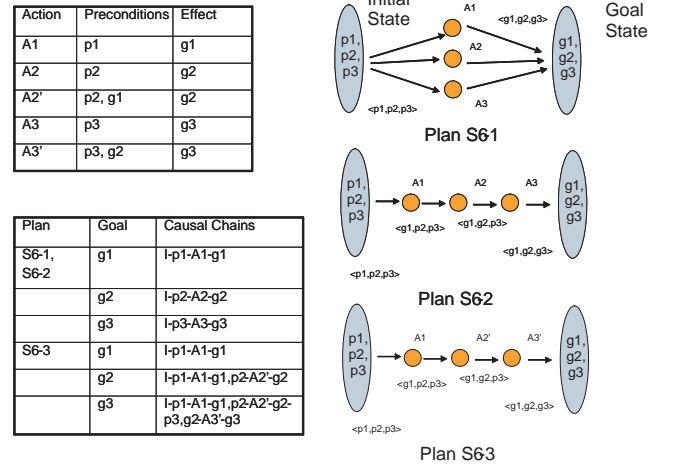 Action Preconditions Effect
A1 p1 g1
A2 p2 g2
A2’ p2, g1 g2
A3 p3 g3
A3’ p3, g2 g3
Plan Goal Causal Chains
S6-1, S6-2 g1 I-p1-A1-g1
g2 I-p2-A2-g2
g3 I-p3-A3-g3
S6-3 g1 I-p1-A1-g1
g2 I-p1-A1-g1,p2-A2’-g2
g3 I-p1-A1-g1,p2-A2’-g2-
p3,g2-A3’-g3
Initial
State
Goal
State
p1,
p2,
p3
A1
A2
A3
<g1,g2,g3>
<p1,p2,p3>
g1,
g2,
g3
Plan S6-1
p1,
p2,
p3
A1 A2 A3
<g1,p2,p3>
<g1,g2,p3>
<g1,g2,g3>
<p1,p2,p3>
g1,
g2,
g3
Plan S6-2
p1,
p2,
p3
A1 A2’ A3’
<g1,p2,p3>
<g1,g2,p3>
<g1,g2,g3>
<p1,p2,p3>
g1,
g2,
g3
Plan S6-3